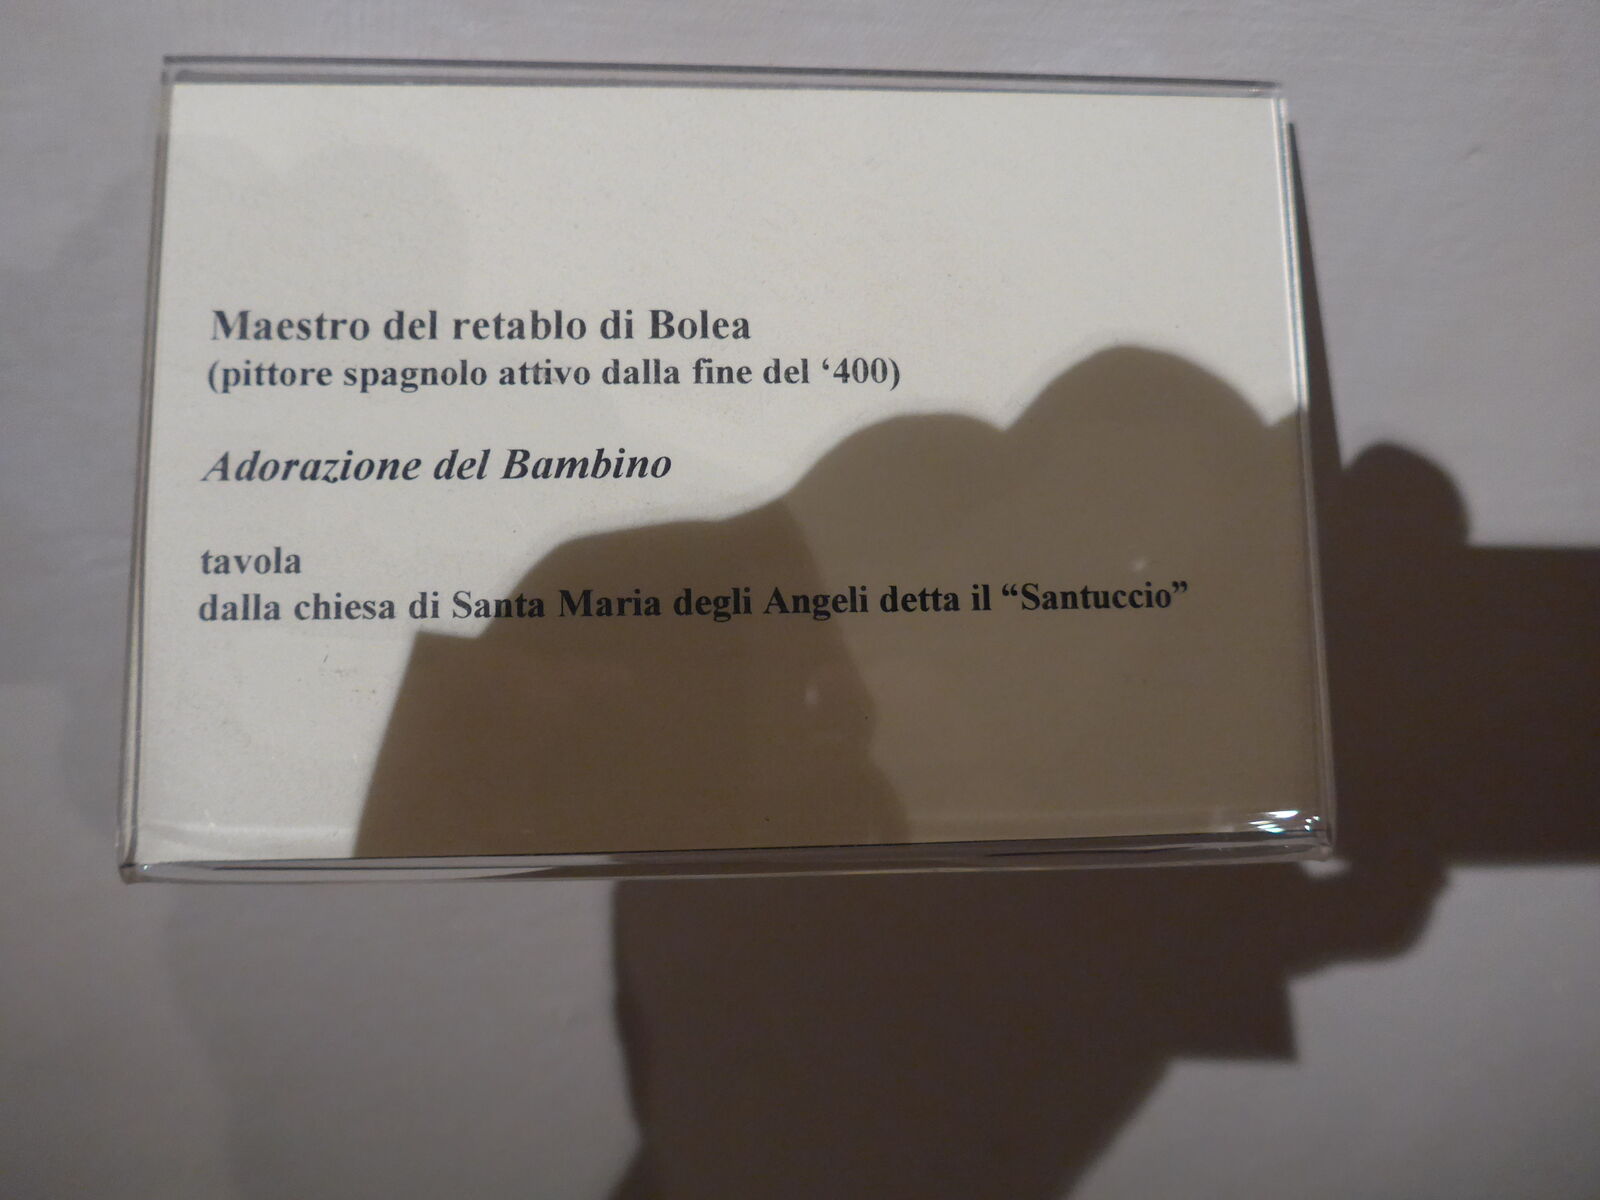 Maestro del retablo di Bolea
(pittore spagnolo attivo dalla fine del ‘400)
Adorazione del Bambino
tavola
dalla chiesa di Santa Maria degli Angeli detta il “Santuccio”